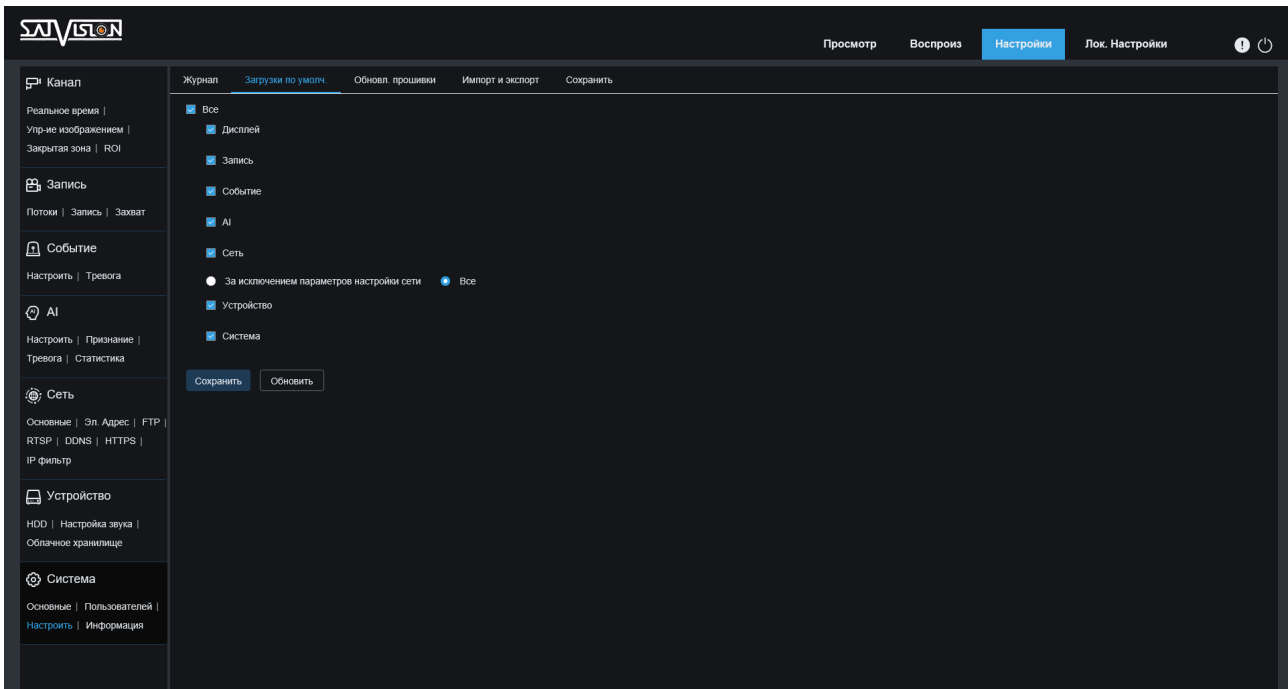 SATVISION
Просмотр Воспроиз Настройки Лок. Настройки
Канал
Реальное время |
Упр-ие изображением |
Закрытая зона | ROI
Запись
Потоки | Запись | Захват
Событие
Настроить | Тревога
AI
Настроить | Признание |
Тревога | Статистика
Сеть
Основные | Эл. Адрес | FTP |
RTSP | DDNS | HTTPS |
IP фильтр
Устройство
HDD | Настройка звука |
Облачное хранилище
Система
Основные | Пользователей |
Настроить | Информация
Журнал Загрузки по умолч. Обновл. прошивки Импорт и экспорт Сохранить
Все
Дисплей
Запись
Событие
AI
Сеть
За исключением параметров настройки сети Все
Устройство
Система
Сохранить Обновить